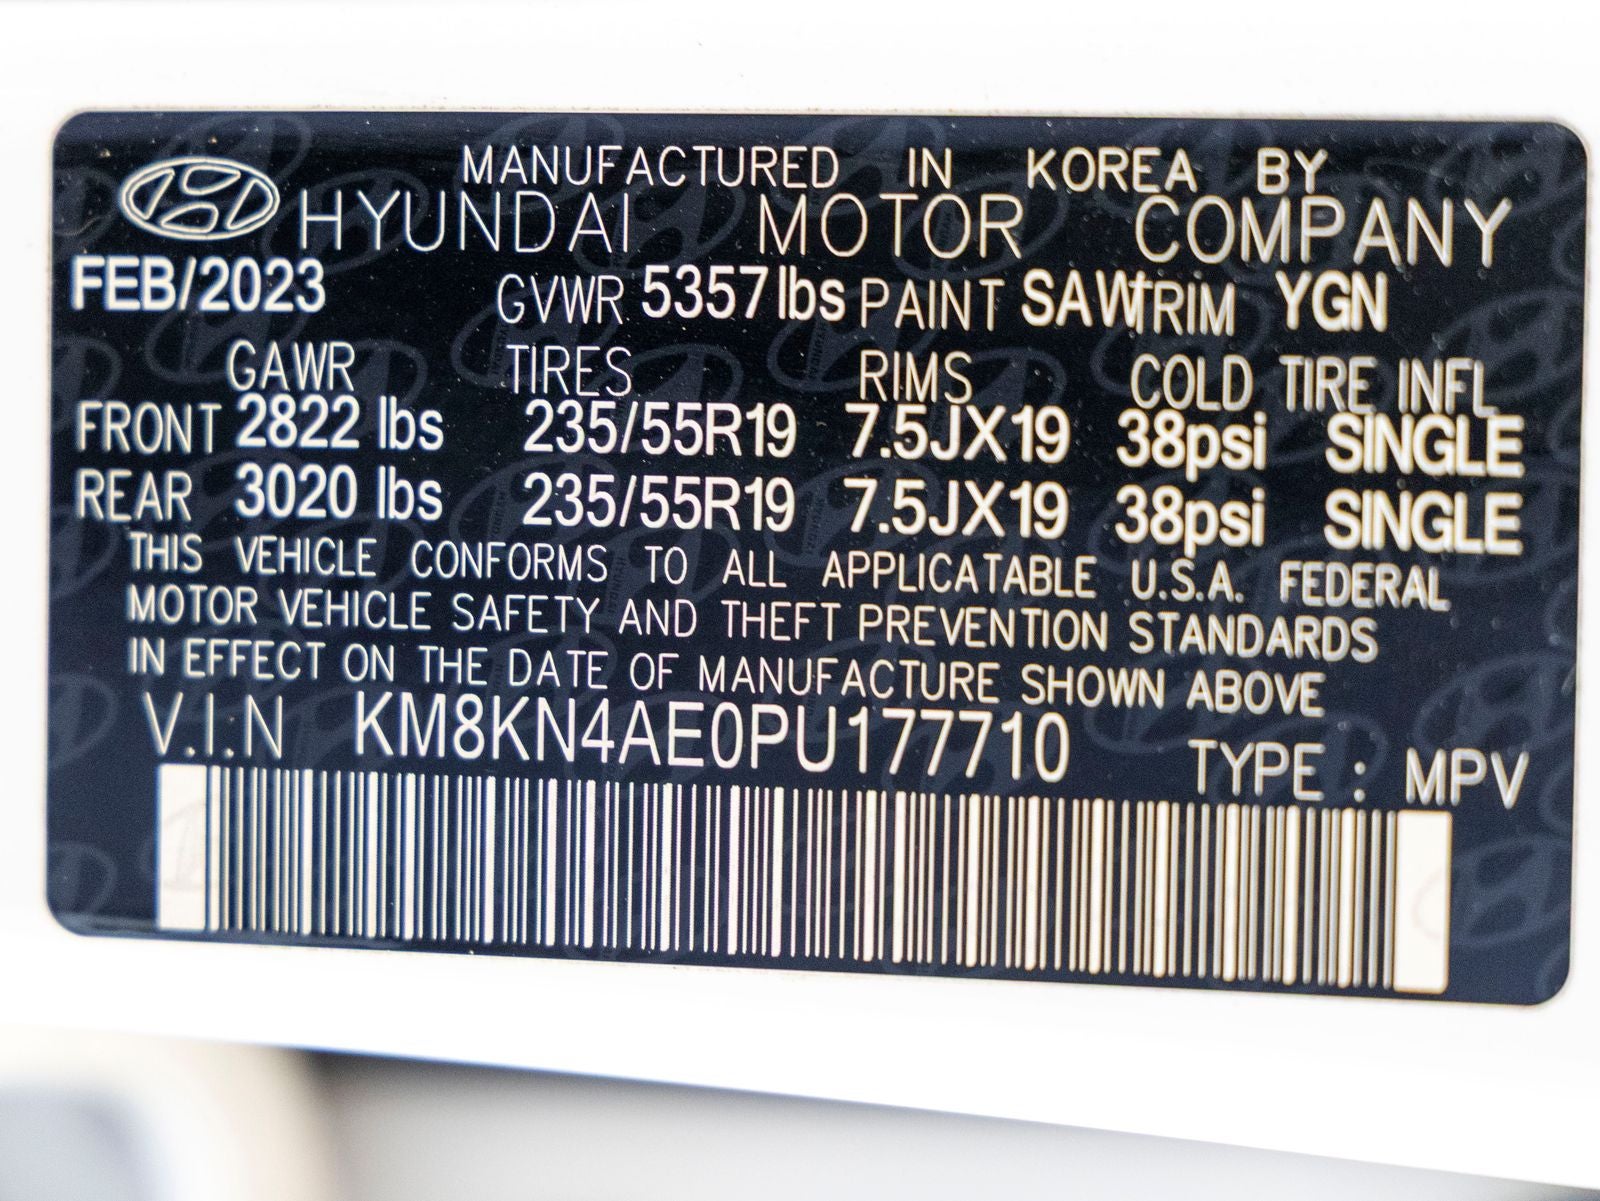 MANUFACTURED IN KOREA BY
HYUNDAI MOTOR COMPANY
FEB/2023 GVWR 5357 lbs PAINT SAW TRIM YGN
GAWR TIRES RIMS COLD TIRE INFL
FRONT 2822 lbs 235/55R19 7.5JX19 38psi SINGLE
REAR 3020 lbs 235/55R19 7.5JX19 38psi SINGLE
THIS VEHICLE CONFORMS TO ALL APPLICATABLE U.S.A. FEDERAL
MOTOR VEHICLE SAFETY AND THEFT PREVENTION STANDARDS
IN EFFECT ON THE DATE OF MANUFACTURE SHOWN ABOVE
V.I.N KM8KN4AE0PU177710 TYPE : MPV